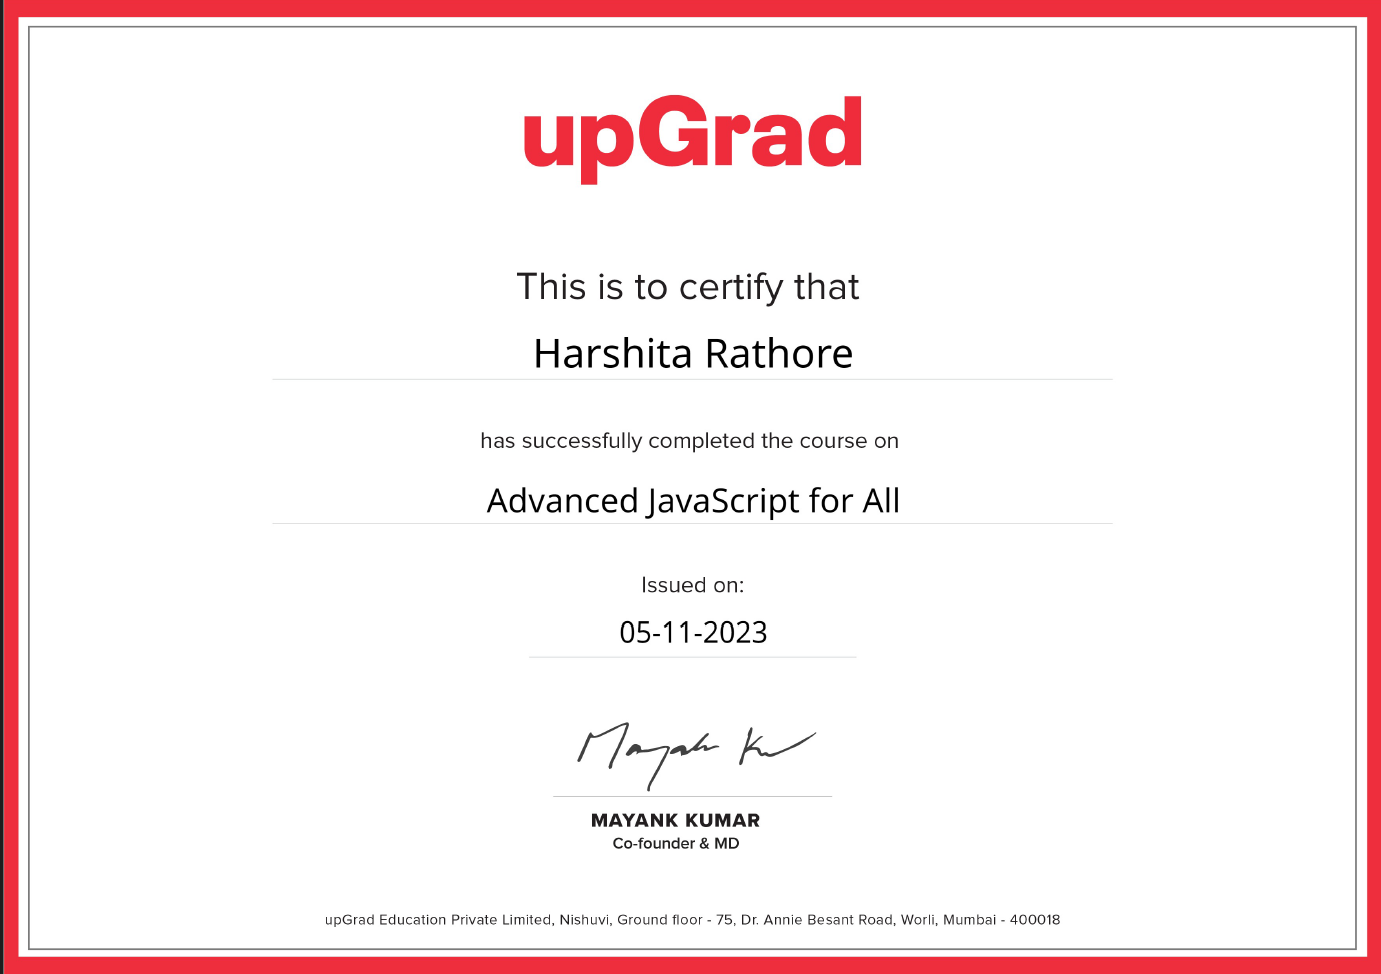 upGrad
This is to certify that
Harshita Rathore
has successfully completed the course on
Advanced JavaScript for All
Issued on:
05-11-2023
Mayank Ku
MAYANK KUMAR
Co-founder & MD
upGrad Education Private Limited, Nishuvi, Ground floor - 75, Dr. Annie Besant Road, Worli, Mumbai - 400018